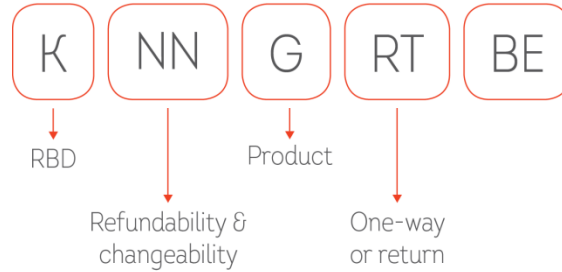 K NN G RT BE
RBD
Product
Refundability &
changeability
One-way
or return